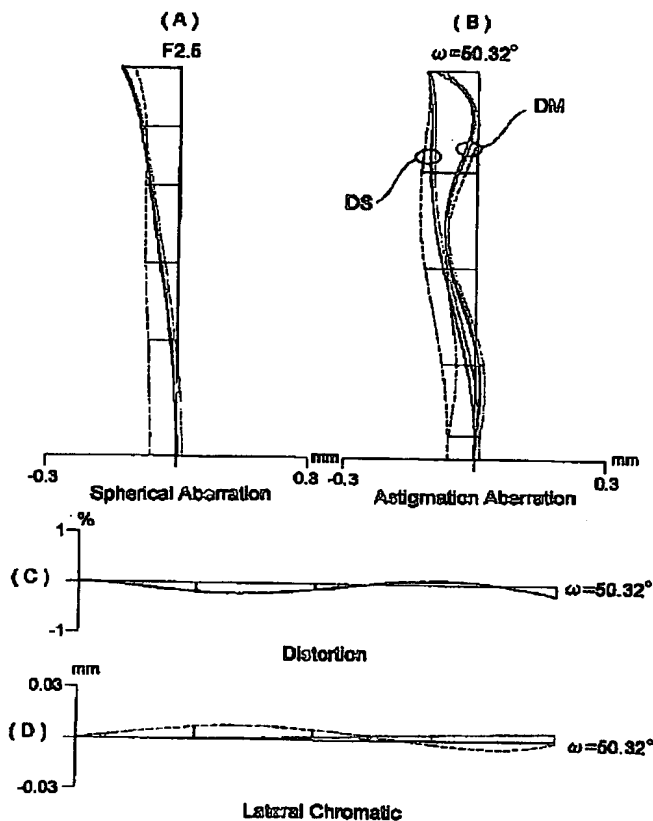 (A)
F2.5
(B)
ω=50.32°
DM
DS
mm
-0.3
0.3
Spherical Aberration
mm
-0.3
0.3
Astigmation Aberration
%
1
(C)
-1
ω=50.32°
Distortion
mm
0.03
(D)
-0.03
ω=50.32°
Lateral Chromatic